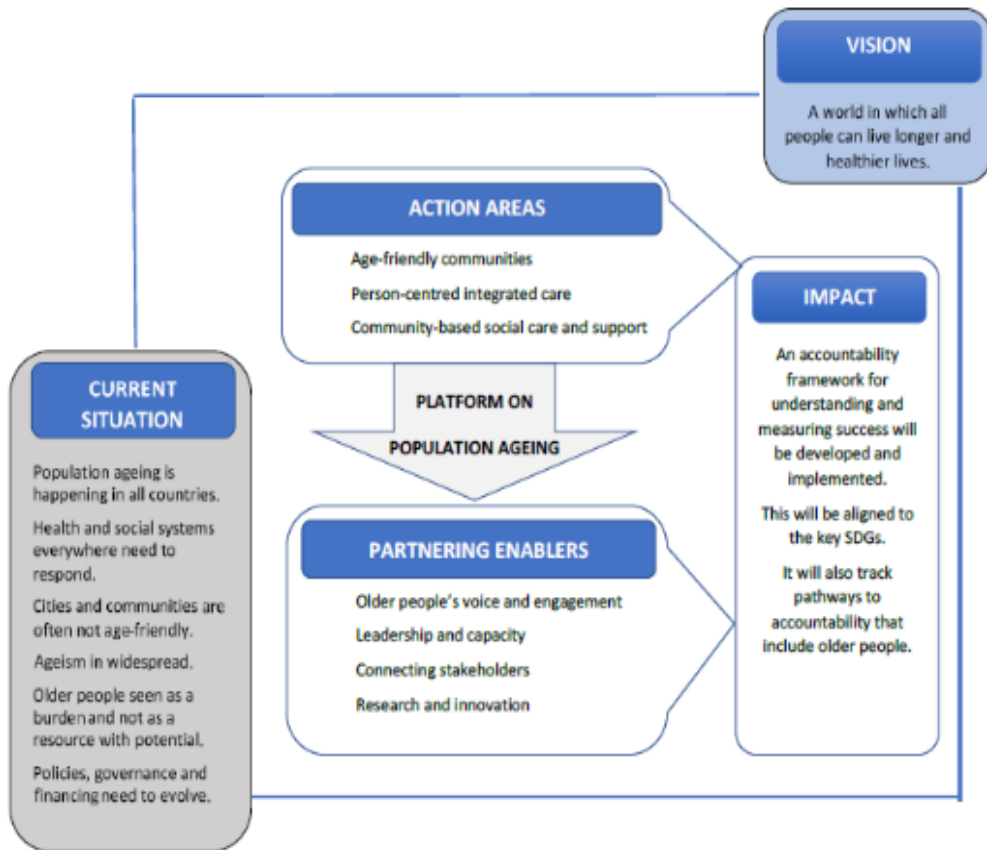 VISION
A world in which all
people can live longer and
healthier lives.
ACTION AREAS
Age-friendly communities
Person-centred integrated care
Community-based social care and support
IMPACT
An accountability
framework for
understanding and
measuring success will
be developed and
implemented.
This will be aligned to
the key SDGs.
It will also track
pathways to
accountability that
include older people.
CURRENT
SITUATION
Population ageing is
happening in all countries.
Health and social systems
everywhere need to
respond.
Cities and communities are
often not age-friendly.
Ageism in widespread.
Older people seen as a
burden and not as a
resource with potential.
Policies, governance and
financing need to evolve.
PLATFORM ON
POPULATION AGEING
PARTNERING ENABLERS
Older people's voice and engagement
Leadership and capacity
Connecting stakeholders
Research and innovation